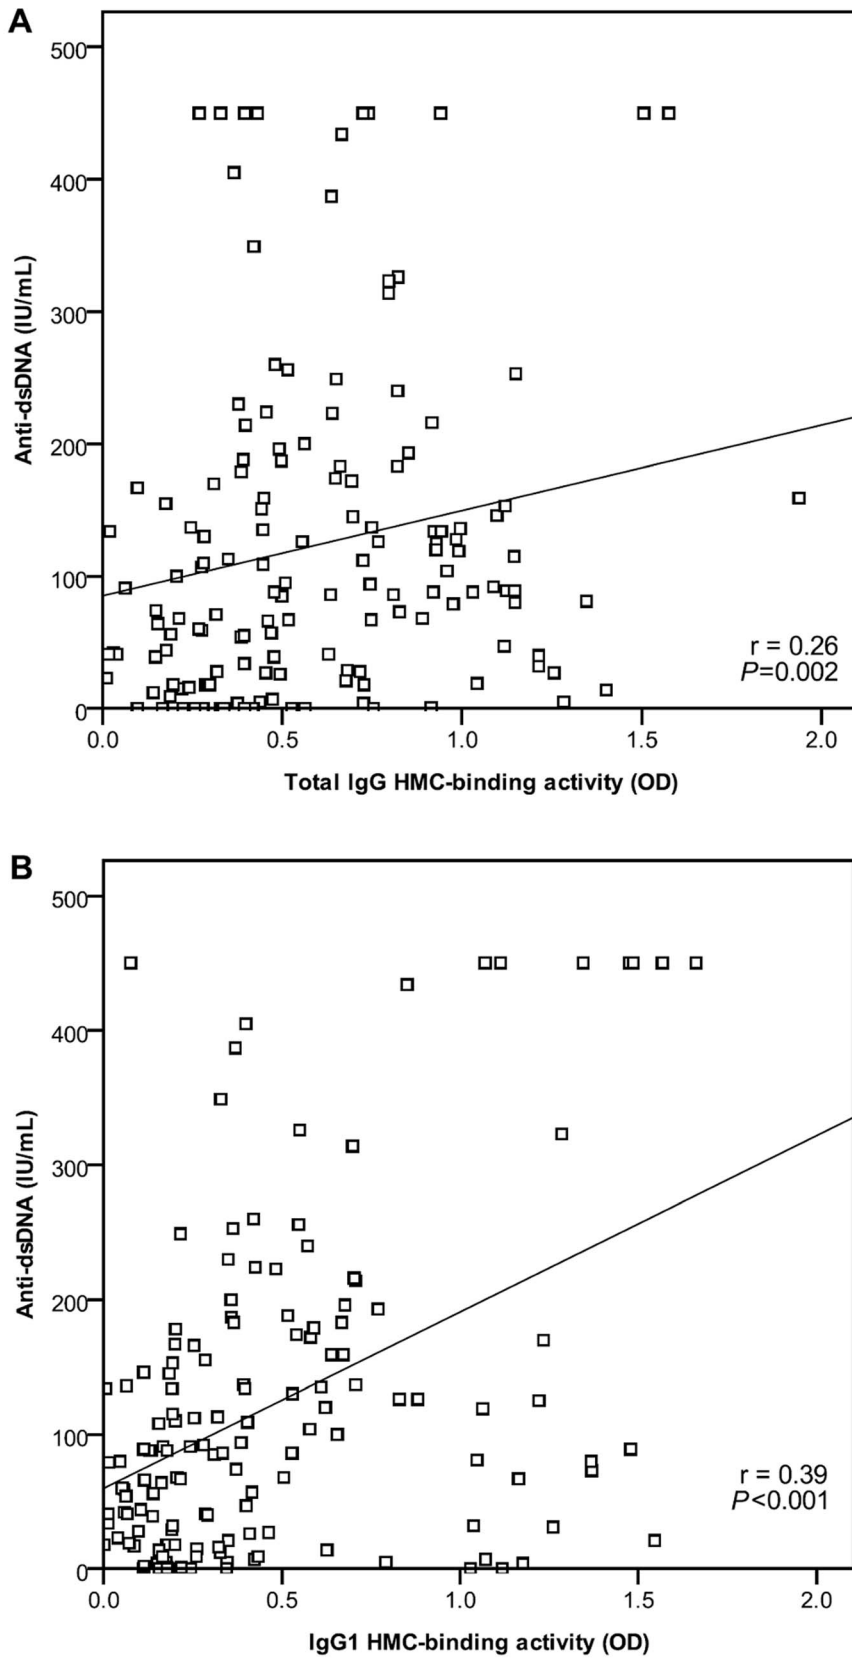 A
500
400
300
200
100
0
Anti-dsDNA (IU/mL)
r = 0.26
P=0.002
0.0 0.5 1.0 1.5 2.0
Total IgG HMC-binding activity (OD)
B
500
400
300
200
100
0
Anti-dsDNA (IU/mL)
r = 0.39
P<0.001
0.0 0.5 1.0 1.5 2.0
IgG1 HMC-binding activity (OD)